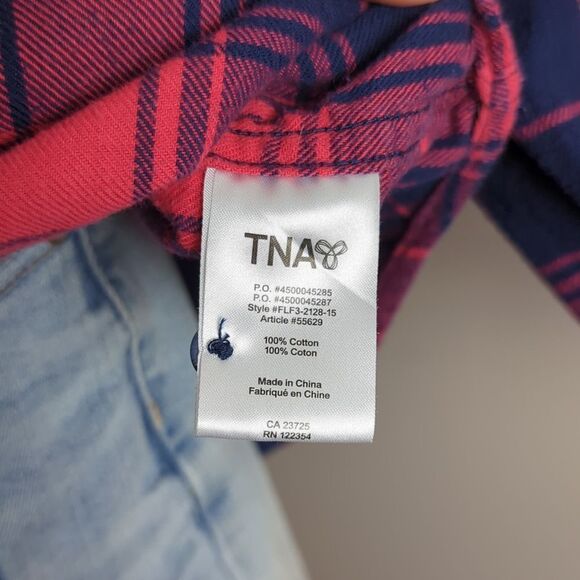 TNA
P.O. #4500045285
P.O. #4500045287
Style #FLF3-2128-15
Article #55629
100% Cotton
100% Coton
Made in China
Fabriqué en Chine
CA 23725
RN 122354